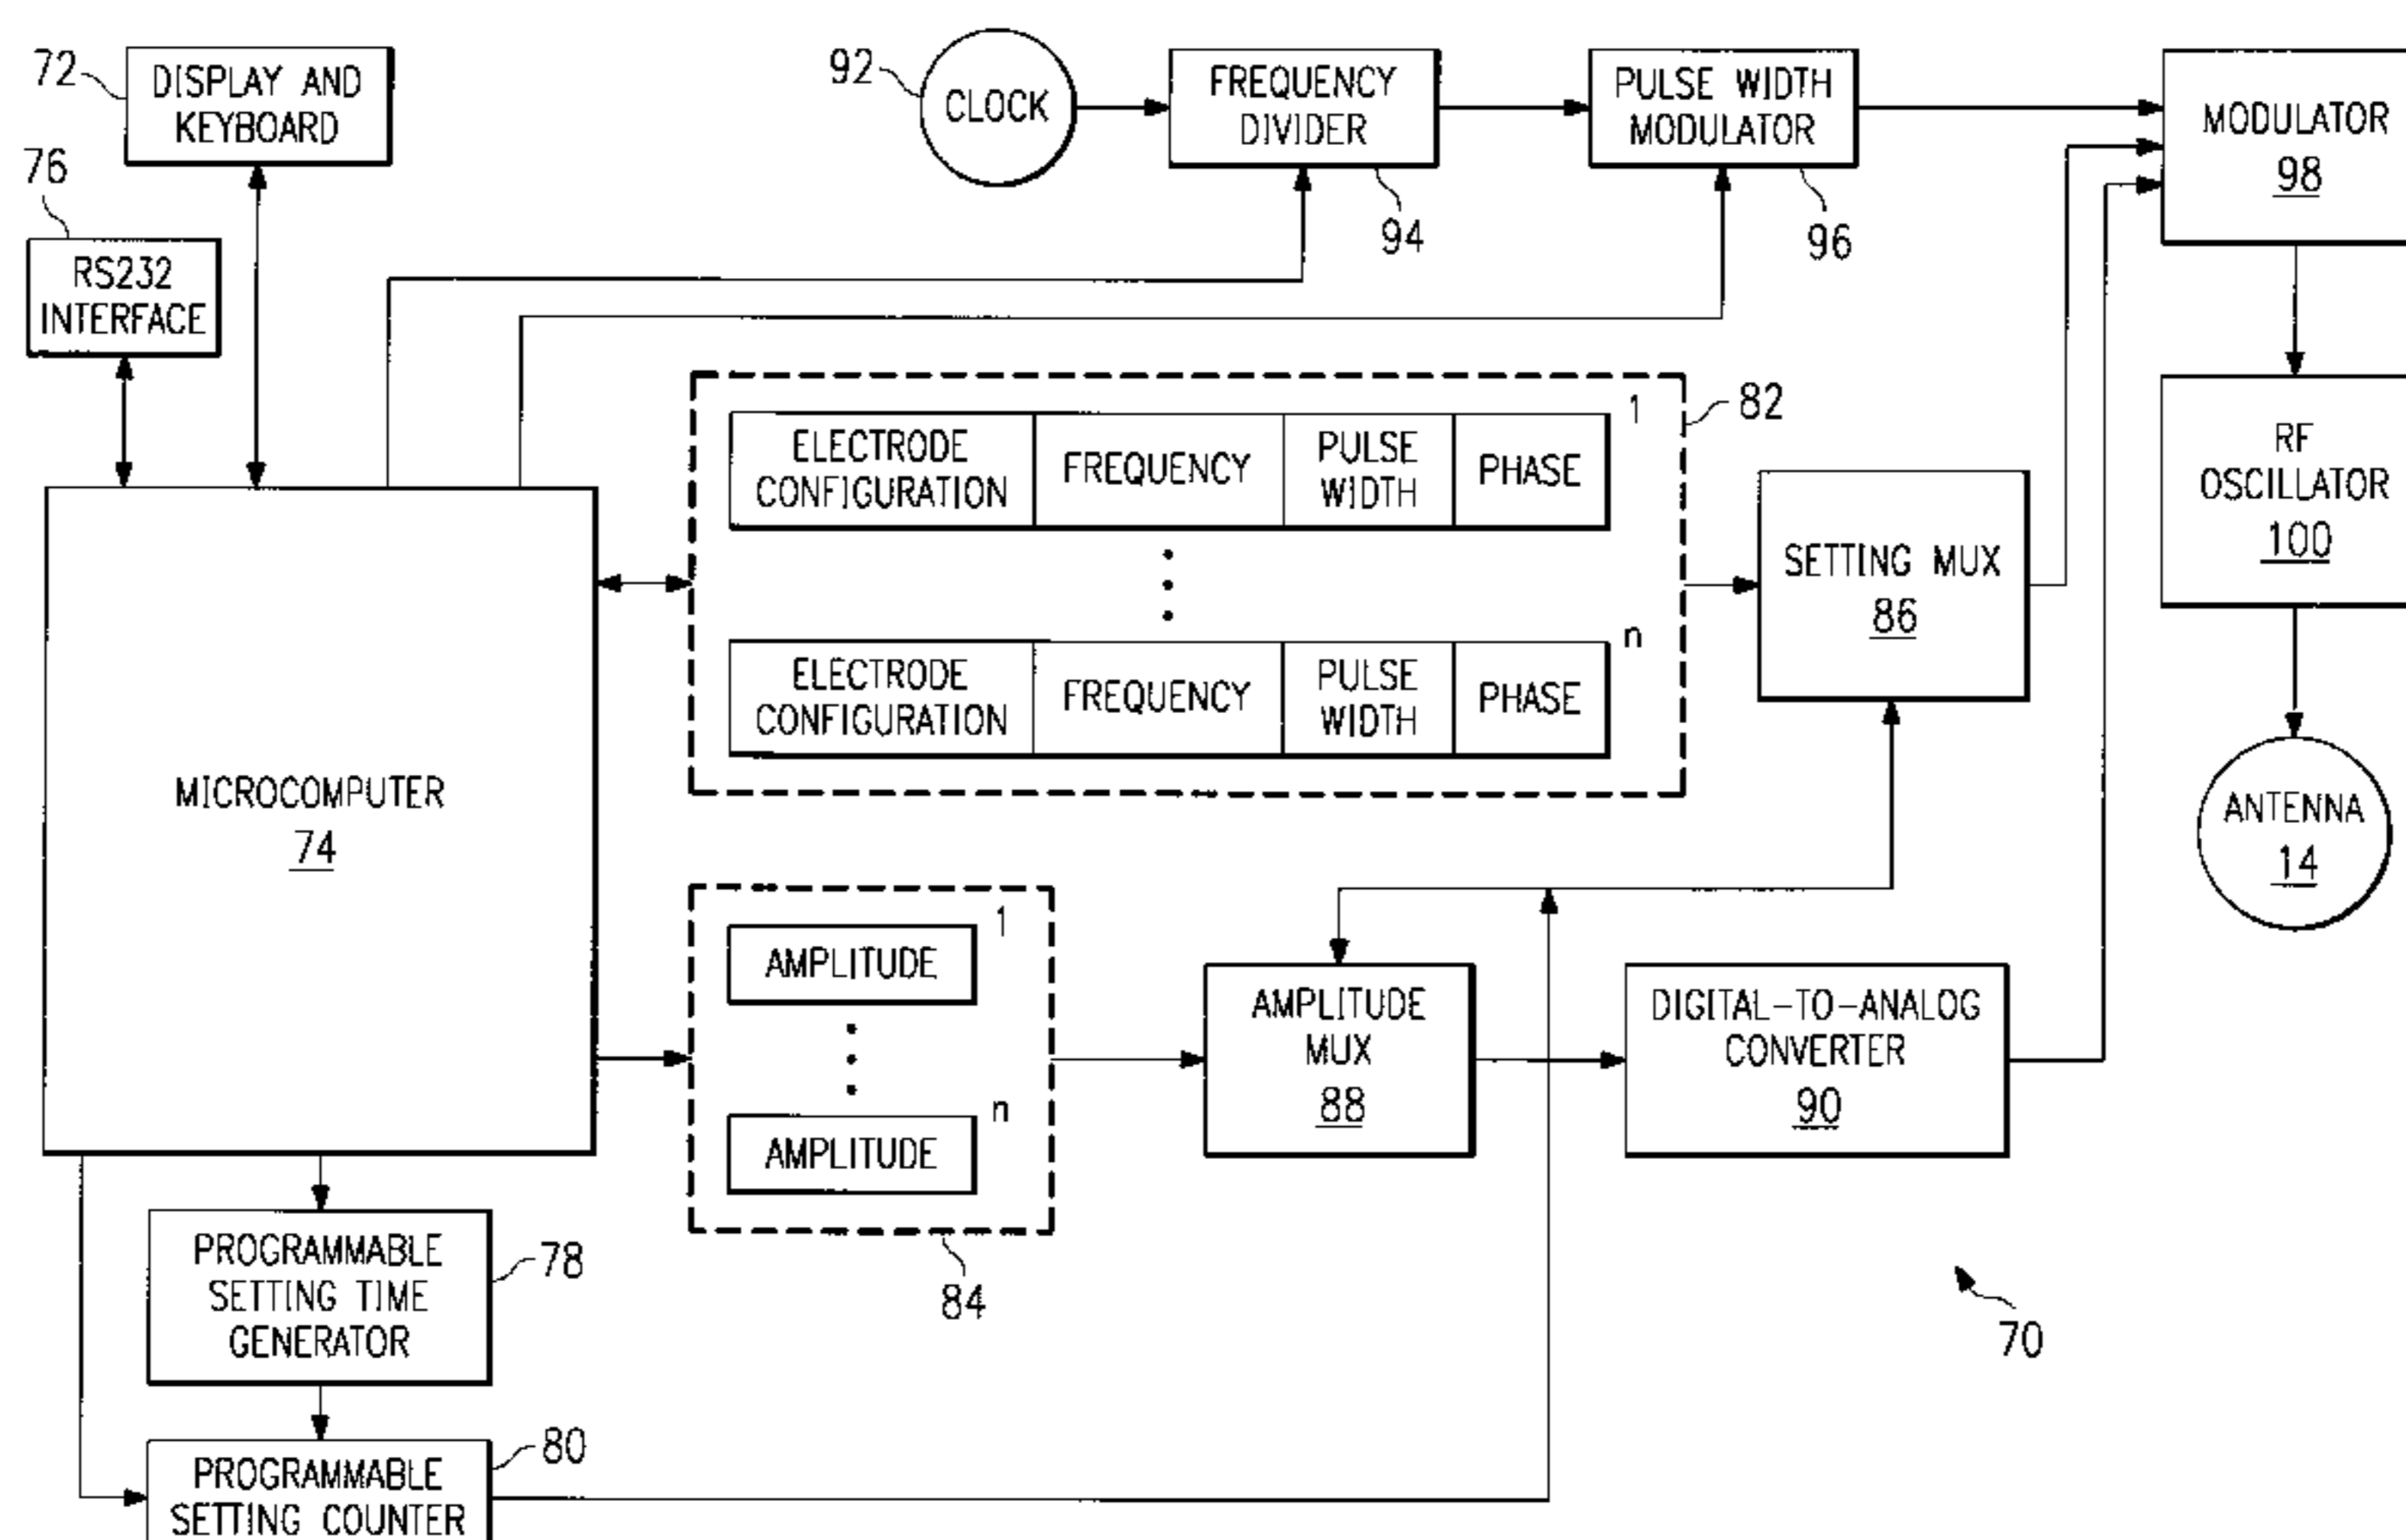 72
DISPLAY AND
KEYBOARD
76
RS232
INTERFACE
92
CLOCK
FREQUENCY
DIVIDER
94
PULSE WIDTH
MODULATOR
96
MODULATOR
98
RF
OSCILLATOR
100
ANTENNA
14
82
1
ELECTRODE
CONFIGURATION
FREQUENCY
PULSE
WIDTH
PHASE
n
ELECTRODE
CONFIGURATION
FREQUENCY
PULSE
WIDTH
PHASE
SETTING MUX
86
MICROCOMPUTER
74
1
AMPLITUDE
n
AMPLITUDE
84
AMPLITUDE
MUX
88
DIGITAL-TO-ANALOG
CONVERTER
90
PROGRAMMABLE
SETTING TIME
GENERATOR
78
PROGRAMMABLE
SETTING COUNTER
80
70